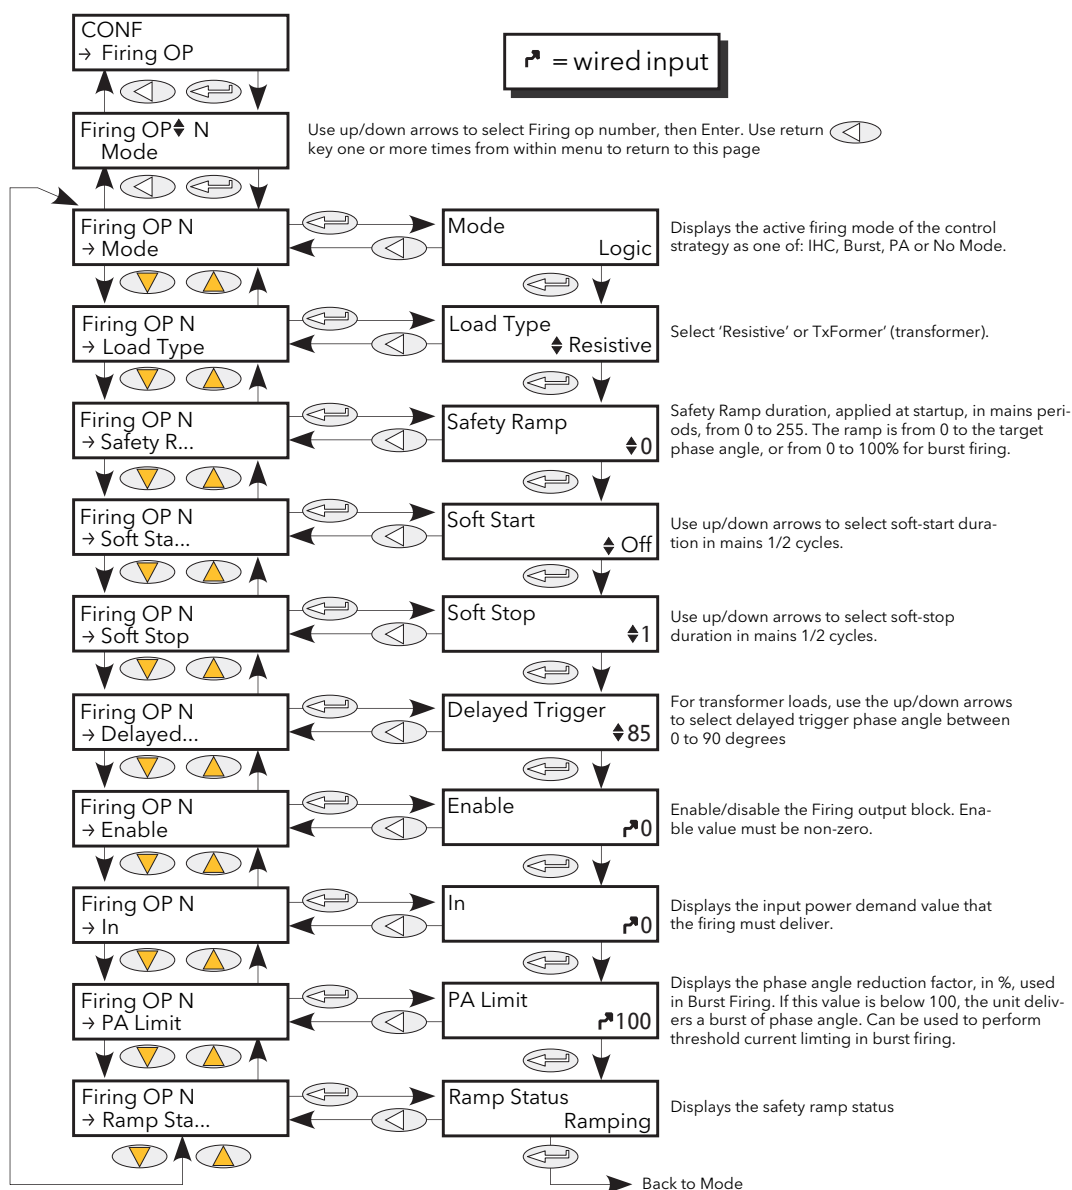 CONF
→ Firing OP
= wired input
Firing OP N
Mode
Use up/down arrows to select Firing op number, then Enter. Use return
key one or more times from within menu to return to this page
Firing OP N
→ Mode
Mode
Logic
Displays the active firing mode of the control
strategy as one of: IHC, Burst, PA or No Mode.
Firing OP N
→ Load Type
Load Type
Resistive
Select ‘Resistive’ or TxFormer’ (transformer).
Firing OP N
→ Safety R...
Safety Ramp
0
Safety Ramp duration, applied at startup, in mains peri-
ods, from 0 to 255. The ramp is from 0 to the target
phase angle, or from 0 to 100% for burst firing.
Firing OP N
→ Soft Sta...
Soft Start
Off
Use up/down arrows to select soft-start dura-
tion in mains 1/2 cycles.
Firing OP N
→ Soft Stop
Soft Stop
1
Use up/down arrows to select soft-stop
duration in mains 1/2 cycles.
Firing OP N
→ Delayed...
Delayed Trigger
85
For transformer loads, use the up/down arrows
to select delayed trigger phase angle between
0 to 90 degrees
Firing OP N
→ Enable
Enable
0
Enable/disable the Firing output block. Ena-
ble value must be non-zero.
Firing OP N
→ In
In
0
Displays the input power demand value that
the firing must deliver.
Firing OP N
→ PA Limit
PA Limit
100
Displays the phase angle reduction factor, in %, used
in Burst Firing. If this value is below 100, the unit deliv-
ers a burst of phase angle. Can be used to perform
threshold current limting in burst firing.
Firing OP N
→ Ramp Sta...
Ramp Status
Ramping
Displays the safety ramp status
Back to Mode